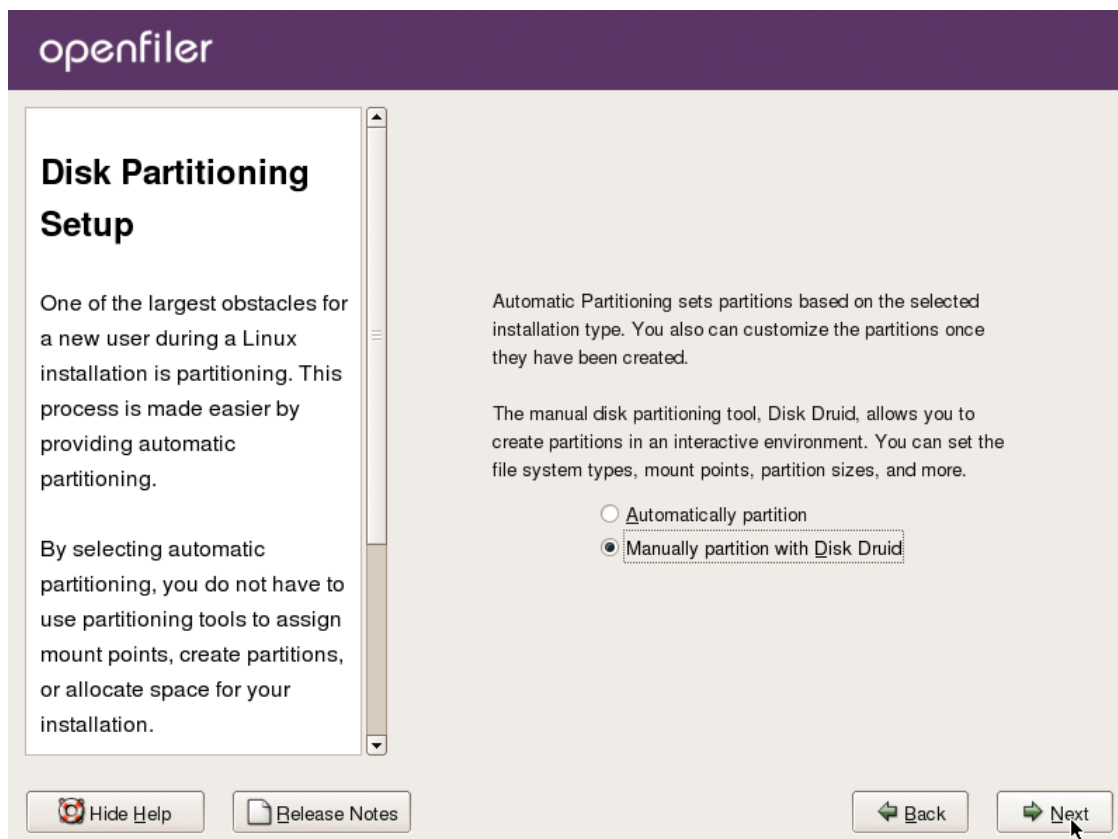 openfiler
Disk Partitioning
Setup
One of the largest obstacles for
a new user during a Linux
installation is partitioning. This
process is made easier by
providing automatic
partitioning.
By selecting automatic
partitioning, you do not have to
use partitioning tools to assign
mount points, create partitions,
or allocate space for your
installation.
Automatic Partitioning sets partitions based on the selected
installation type. You also can customize the partitions once
they have been created.
The manual disk partitioning tool, Disk Druid, allows you to
create partitions in an interactive environment. You can set the
file system types, mount points, partition sizes, and more.
Automatically partition
Manually partition with Disk Druid
Hide Help
Release Notes
Back
Next